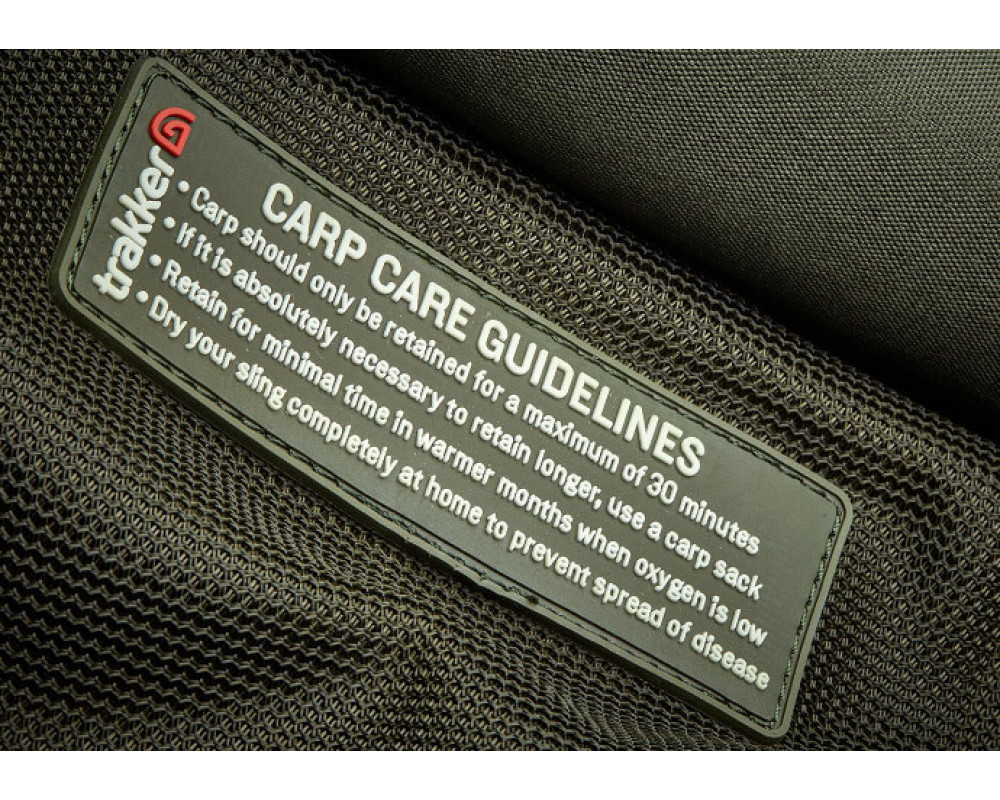 trakker
CARP CARE GUIDELINES
• Carp should only be retained for a maximum of 30 minutes
• If it is absolutely necessary to retain longer, use a carp sack
• Retain for minimal time in warmer months when oxygen is low
• Dry your sling completely at home to prevent spread of disease